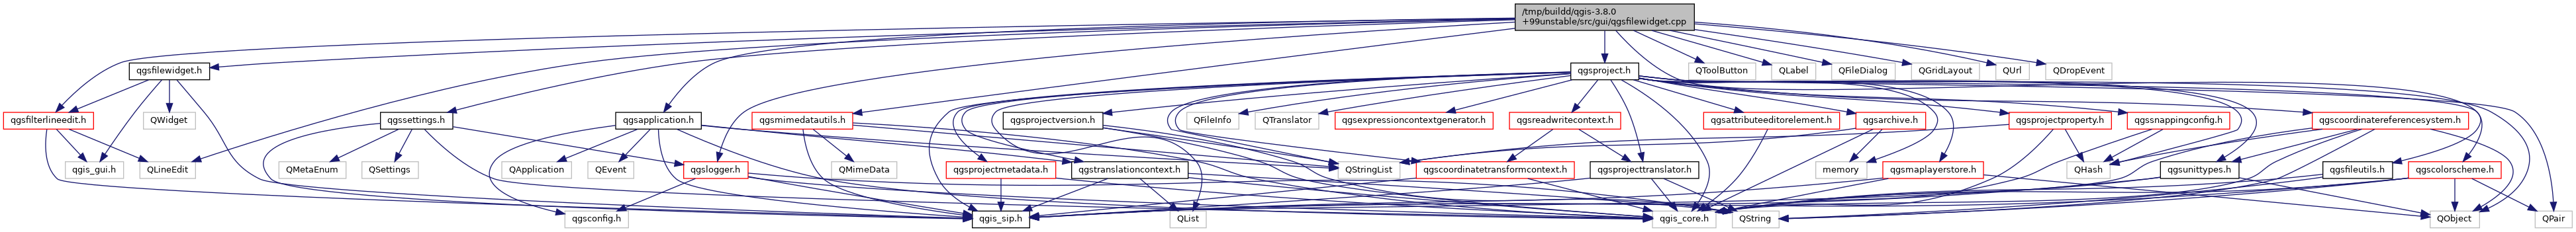 /tmp/buildd/qgis-3.8.0
+99unstable/src/gui/qgsfilewidget.cpp
qgsfilewidget.h
qgsproject.h
QToolButton
QLabel
QFileDialog
QGridLayout
QUrl
QDropEvent
qgsfilterlineedit.h
QWidget
qgssettings.h
qgsapplication.h
qgsmimedatautils.h
qgsprojectversion.h
QFileInfo
QTranslator
qgsexpressioncontextgenerator.h
qgsreadwritecontext.h
qgsattributeeditorelement.h
qgsarchive.h
qgsprojectproperty.h
qgssnappingconfig.h
qgscoordinatereferencesystem.h
qgis_gui.h
QLineEdit
QMetaEnum
QSettings
QApplication
QEvent
qgslogger.h
QMimeData
qgsprojectmetadata.h
qgstranslationcontext.h
QStringList
qgscoordinatetransformcontext.h
qgsprojecttranslator.h
memory
qgsmaplayerstore.h
QHash
qgsunittypes.h
qgsfileutils.h
qgscolorscheme.h
qgsconfig.h
qgis_sip.h
QList
qgis_core.h
QString
QObject
QPair